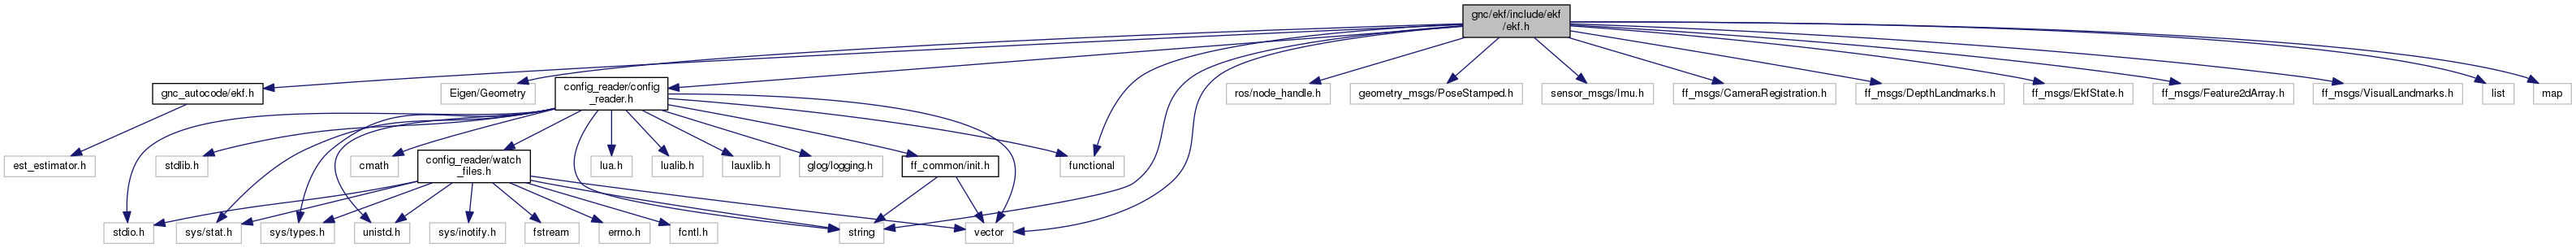 gnc/ekf/include/ekf
/ekf.h
gnc_autocode/ekf.h
Eigen/Geometry
config_reader/config
_reader.h
ros/node_handle.h
geometry_msgs/PoseStamped.h
sensor_msgs/Imu.h
ff_msgs/CameraRegistration.h
ff_msgs/DepthLandmarks.h
ff_msgs/EkfState.h
ff_msgs/Feature2dArray.h
ff_msgs/VisualLandmarks.h
list
map
est_estimator.h
stdlib.h
cmath
config_reader/watch
_files.h
lua.h
lualib.h
lauxlib.h
glog/logging.h
ff_common/init.h
functional
stdio.h
sys/stat.h
sys/types.h
unistd.h
sys/inotify.h
fstream
errno.h
fcntl.h
string
vector